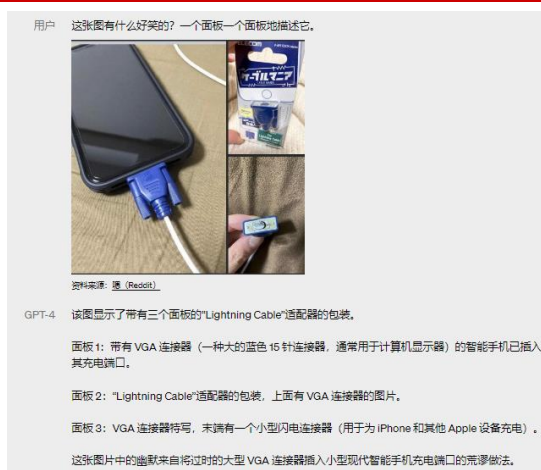 用户 这张图有什么好笑的？一个面板一个面板地描述它。
ELECOM
ケーブルマニア
资料来源：嗯（Reddit）
GPT-4 该图显示了带有三个面板的"Lightning Cable"适配器的包装。
面板1：带有 VGA 连接器（一种大的蓝色 15 针连接器，通常用于计算机显示器）的智能手机已插入
其充电端口。
面板 2："Lightning Cable"适配器的包装，上面有 VGA 连接器的图片。
面板 3：VGA 连接器特写，末端有一个小型闪电连接器（用于为 iPhone 和其他 Apple 设备充电）。
这张图片中的幽默来自将过时的大型 VGA 连接器插入小型现代智能手机充电端口的荒谬做法。